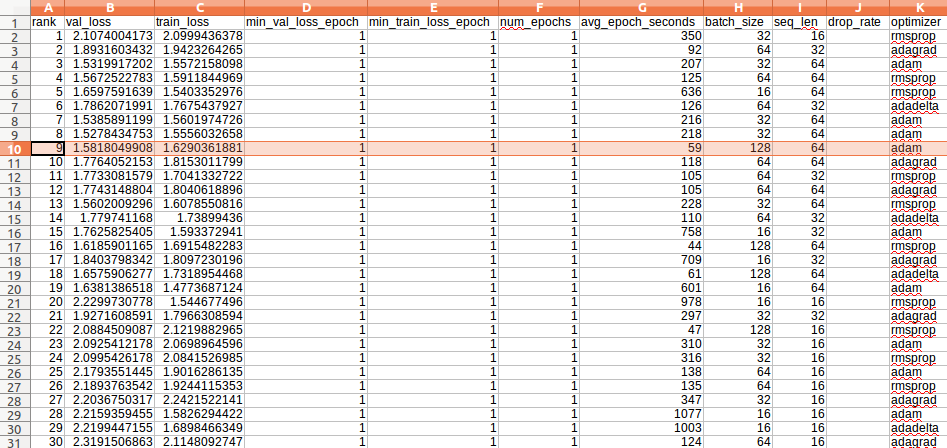 A B C D E F G H I J K
1 rank val_loss train_loss min_val_loss_epoch min_train_loss_epoch num_epochs avg_epoch_seconds batch_size seq_len drop_rate optimizer
2 1 2.1074004173 2.0999436378 1 1 1 350 32 16 rmsprop
3 2 1.8931603432 1.9423264265 1 1 1 92 64 32 adagrad
4 3 1.5319917202 1.5572158098 1 1 1 207 32 64 adam
5 4 1.5672522783 1.5911844969 1 1 1 125 64 64 rmsprop
6 5 1.6597591639 1.5403352976 1 1 1 636 16 64 rmsprop
7 6 1.7862071991 1.7675437927 1 1 1 126 64 32 adadelta
8 7 1.5385891199 1.5601974726 1 1 1 216 32 64 adam
9 8 1.5278434753 1.5556032658 1 1 1 218 32 64 adam
10 9 1.5818049908 1.6290361881 1 1 1 59 128 64 adam
11 10 1.7764052153 1.8153011799 1 1 1 118 64 64 adagrad
12 11 1.7733081579 1.7041332772 1 1 1 105 64 32 rmsprop
13 12 1.7743148804 1.8040618896 1 1 1 105 64 64 adagrad
14 13 1.5602009296 1.6078550816 1 1 1 228 32 64 rmsprop
15 14 1.779741168 1.73899436 1 1 1 110 64 32 adadelta
16 15 1.7625825405 1.593372941 1 1 1 758 16 32 adam
17 16 1.6185901165 1.6915482283 1 1 1 44 128 64 rmsprop
18 17 1.8403798342 1.8097230196 1 1 1 709 16 32 adagrad
19 18 1.6575906277 1.7318954468 1 1 1 61 128 64 adadelta
20 19 1.6381386518 1.4773687124 1 1 1 601 16 64 adam
21 20 2.2299730778 1.544677496 1 1 1 978 16 16 rmsprop
22 21 1.9271608591 1.7966308594 1 1 1 297 32 32 adagrad
23 22 2.0884509087 2.1219882965 1 1 1 47 128 16 rmsprop
24 23 2.0925412178 2.0698964596 1 1 1 310 32 16 adam
25 24 2.0995426178 2.0841526985 1 1 1 316 32 16 rmsprop
26 25 2.1793551445 1.9016286135 1 1 1 138 64 16 adam
27 26 2.1893763542 1.9244115353 1 1 1 135 64 16 rmsprop
28 27 2.2036750317 2.2421522141 1 1 1 347 32 16 adagrad
29 28 2.2159359455 1.5826294422 1 1 1 1077 16 16 adam
30 29 2.2199447155 1.6898466349 1 1 1 1003 16 16 adadelta
31 30 2.3191506863 2.1148092747 1 1 1 124 64 16 adagrad